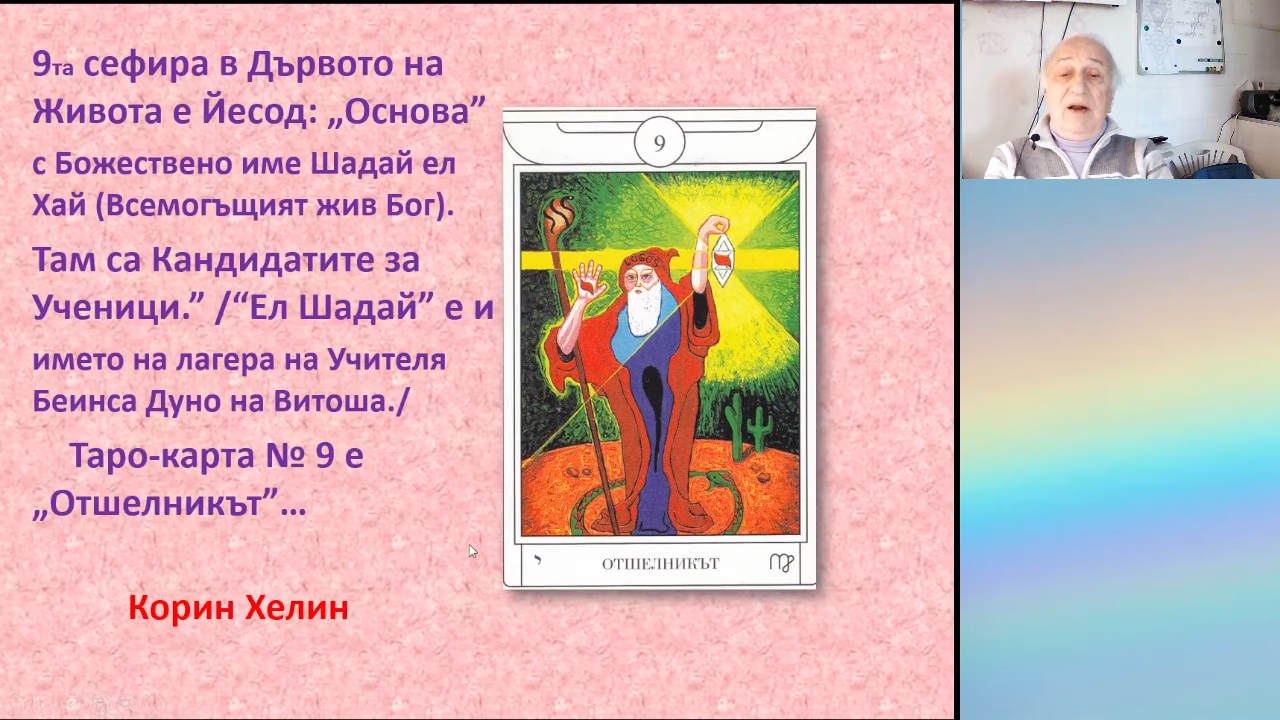 9та сефира в Дървото на
Живота е Йесод: „Основа”
с Божествено име Шадай ел
Хай (Всемогъщият жив Бог).
Там са Кандидатите за
Ученици.” /“Ел Шадай” е и
името на лагера на Учителя
Беинса Дуно на Витоша./
Таро-карта № 9 е
„Отшелникът”...
Корин Хелин
9
LOGOS
י
ОТШЕЛНИКЪТ
♍